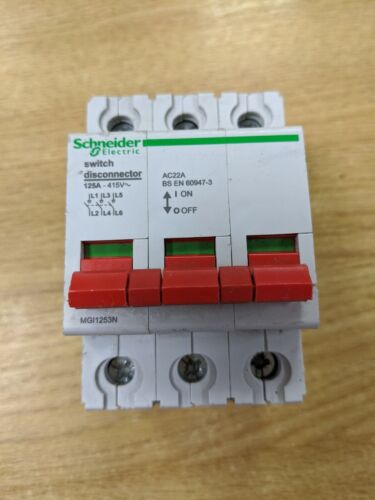 Schneider
Electric
switch
disconnector
125A - 415V~
L1 L3 L5
L2 L4 L6
AC22A
BS EN 60947-3
I ON
O OFF
MGI1253N